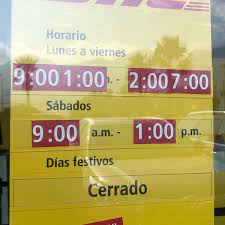 Horario
Lunes a viernes
9:00 1:00 . - 2:00 7:00
Sábados
9:00 a.m. - 1:00 p.m.
Días festivos
Cerrado